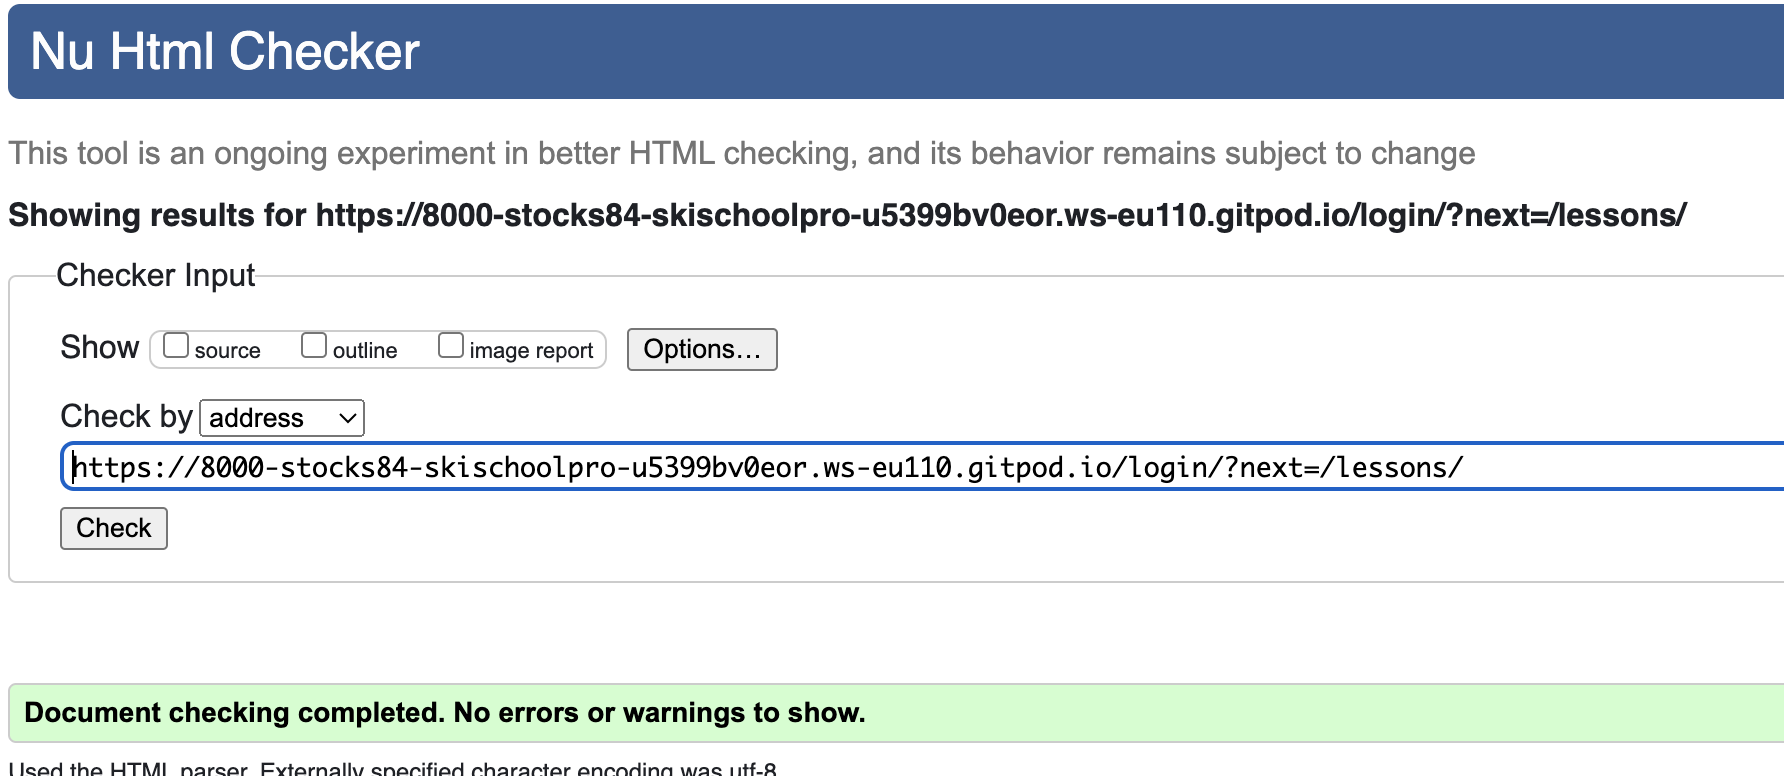 Nu Html Checker
This tool is an ongoing experiment in better HTML checking, and its behavior remains subject to change
Showing results for https://8000-stocks84-skischoolpro-u5399bv0eor.ws-eu110.gitpod.io/login/?next=/lessons/
Checker Input
Show source outline image report Options...
Check by address
https://8000-stocks84-skischoolpro-u5399bv0eor.ws-eu110.gitpod.io/login/?next=/lessons/
Check
Document checking completed. No errors or warnings to show.
Used the HTML parser. Externally specified character encoding was utf-8.